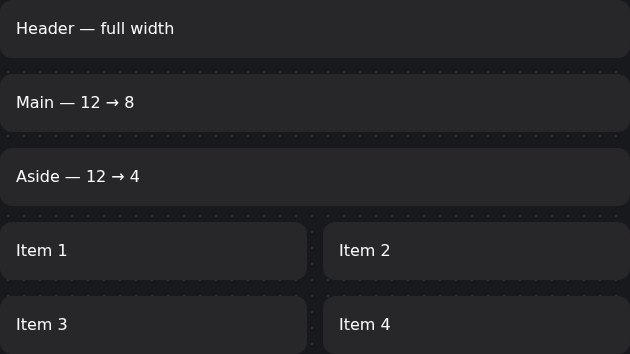 Header — full width
Main — 12 → 8
Aside — 12 → 4
Item 1
Item 2
Item 3
Item 4